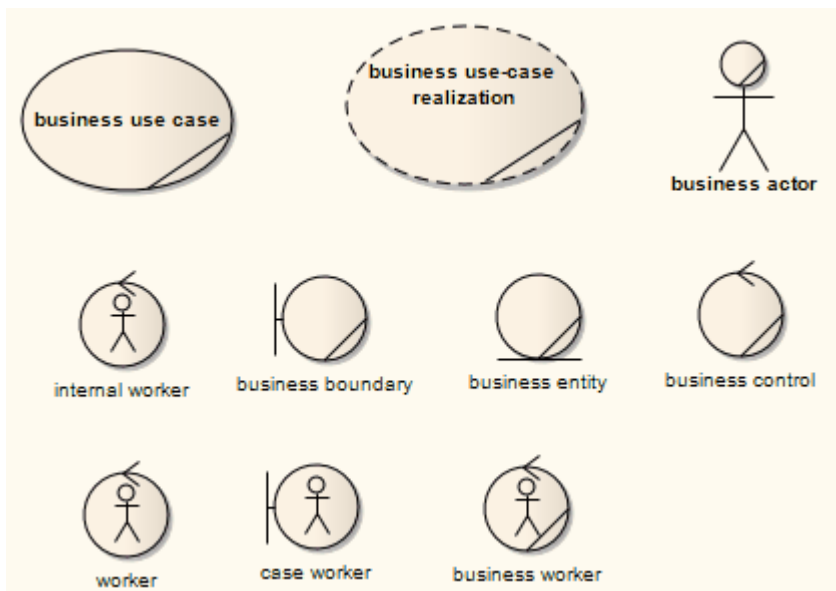 business use case
business use-case
realization
business actor
internal worker
business boundary
business entity
business control
worker
case worker
business worker